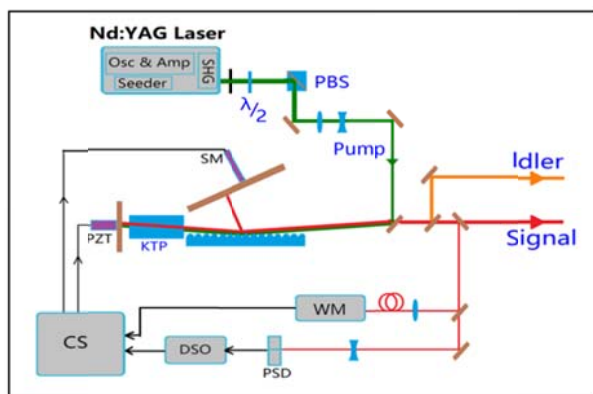 Nd:YAG Laser
Osc & Amp
Seeder
SHG
λ/2
PBS
Pump
SM
Idler
Signal
PZT
KTP
WM
CS
DSO
PSD